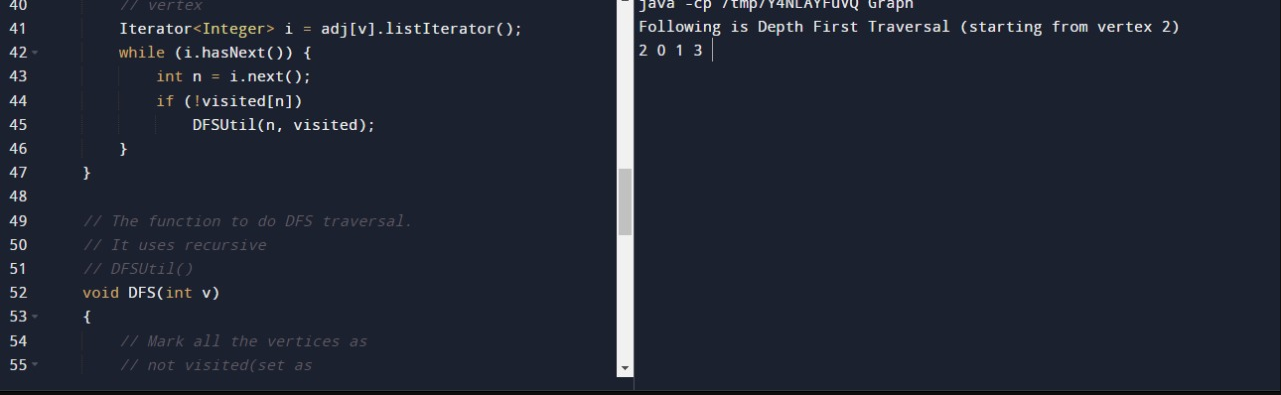 40 // vertex
41 Iterator<Integer> i = adj[v].listIterator();
42 while (i.hasNext()) {
43 int n = i.next();
44 if (!visited[n])
45 DFSUtil(n, visited);
46 }
47 }
48
49 // The function to do DFS traversal.
50 // It uses recursive
51 // DFSUtil()
52 void DFS(int v)
53 {
54 // Mark all the vertices as
55 // not visited(set as
java -cp /tmp/Y4NLAYFuVQ Graph
Following is Depth First Traversal (starting from vertex 2)
2 0 1 3